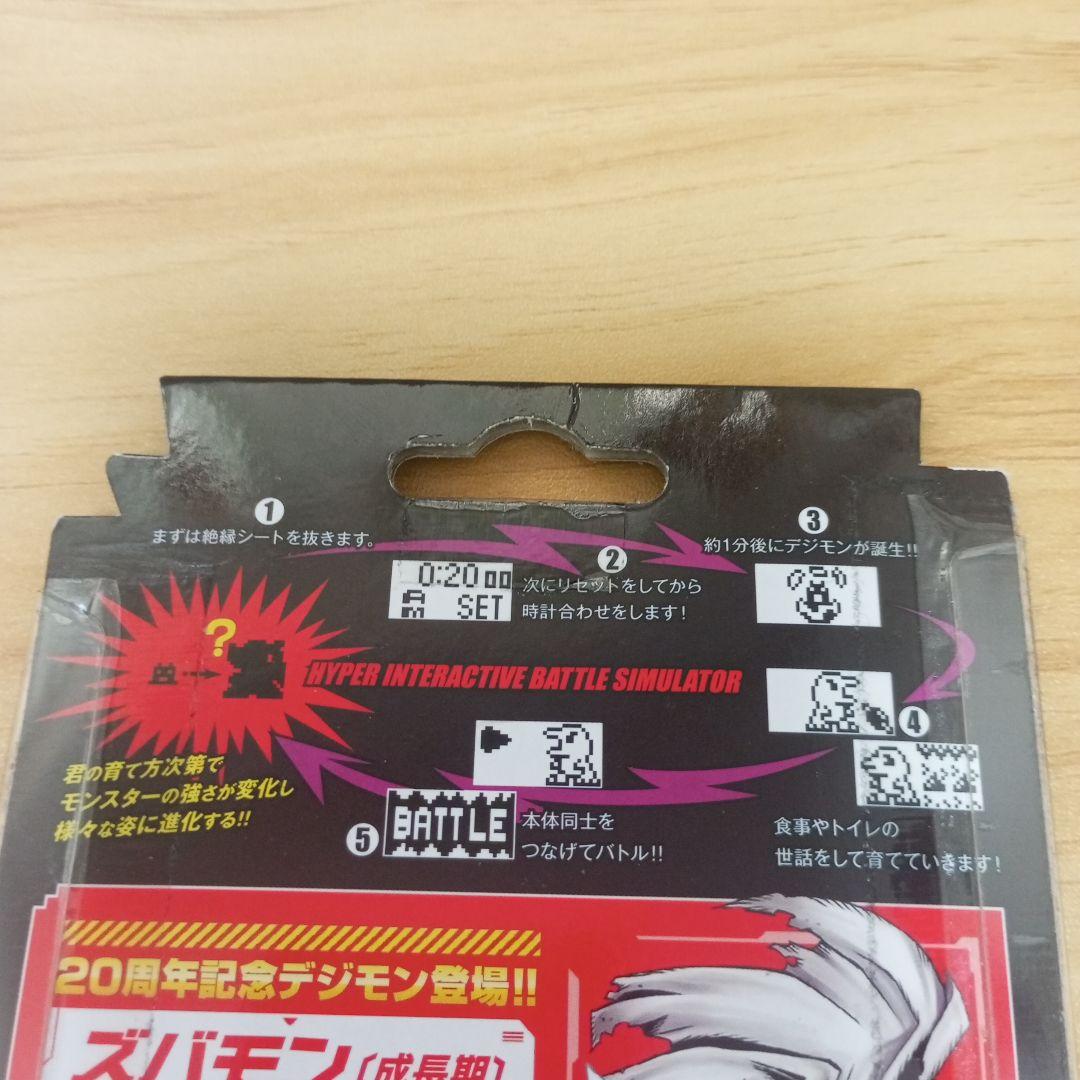 1
まずは絶縁シートを抜きます。
2
0:20 00
AM SET
次にリセットをしてから
時計合わせをします!
3
約1分後にデジモンが誕生!!
?
HYPER INTERACTIVE BATTLE SIMULATOR
4
食事やトイレの
世話をして育てていきます!
5
BATTLE
本体同士を
つなげてバトル!!
君の育て方次第で
モンスターの強さが変化し
様々な姿に進化する!!
20周年記念デジモン登場!!
ズバモン(成長期)